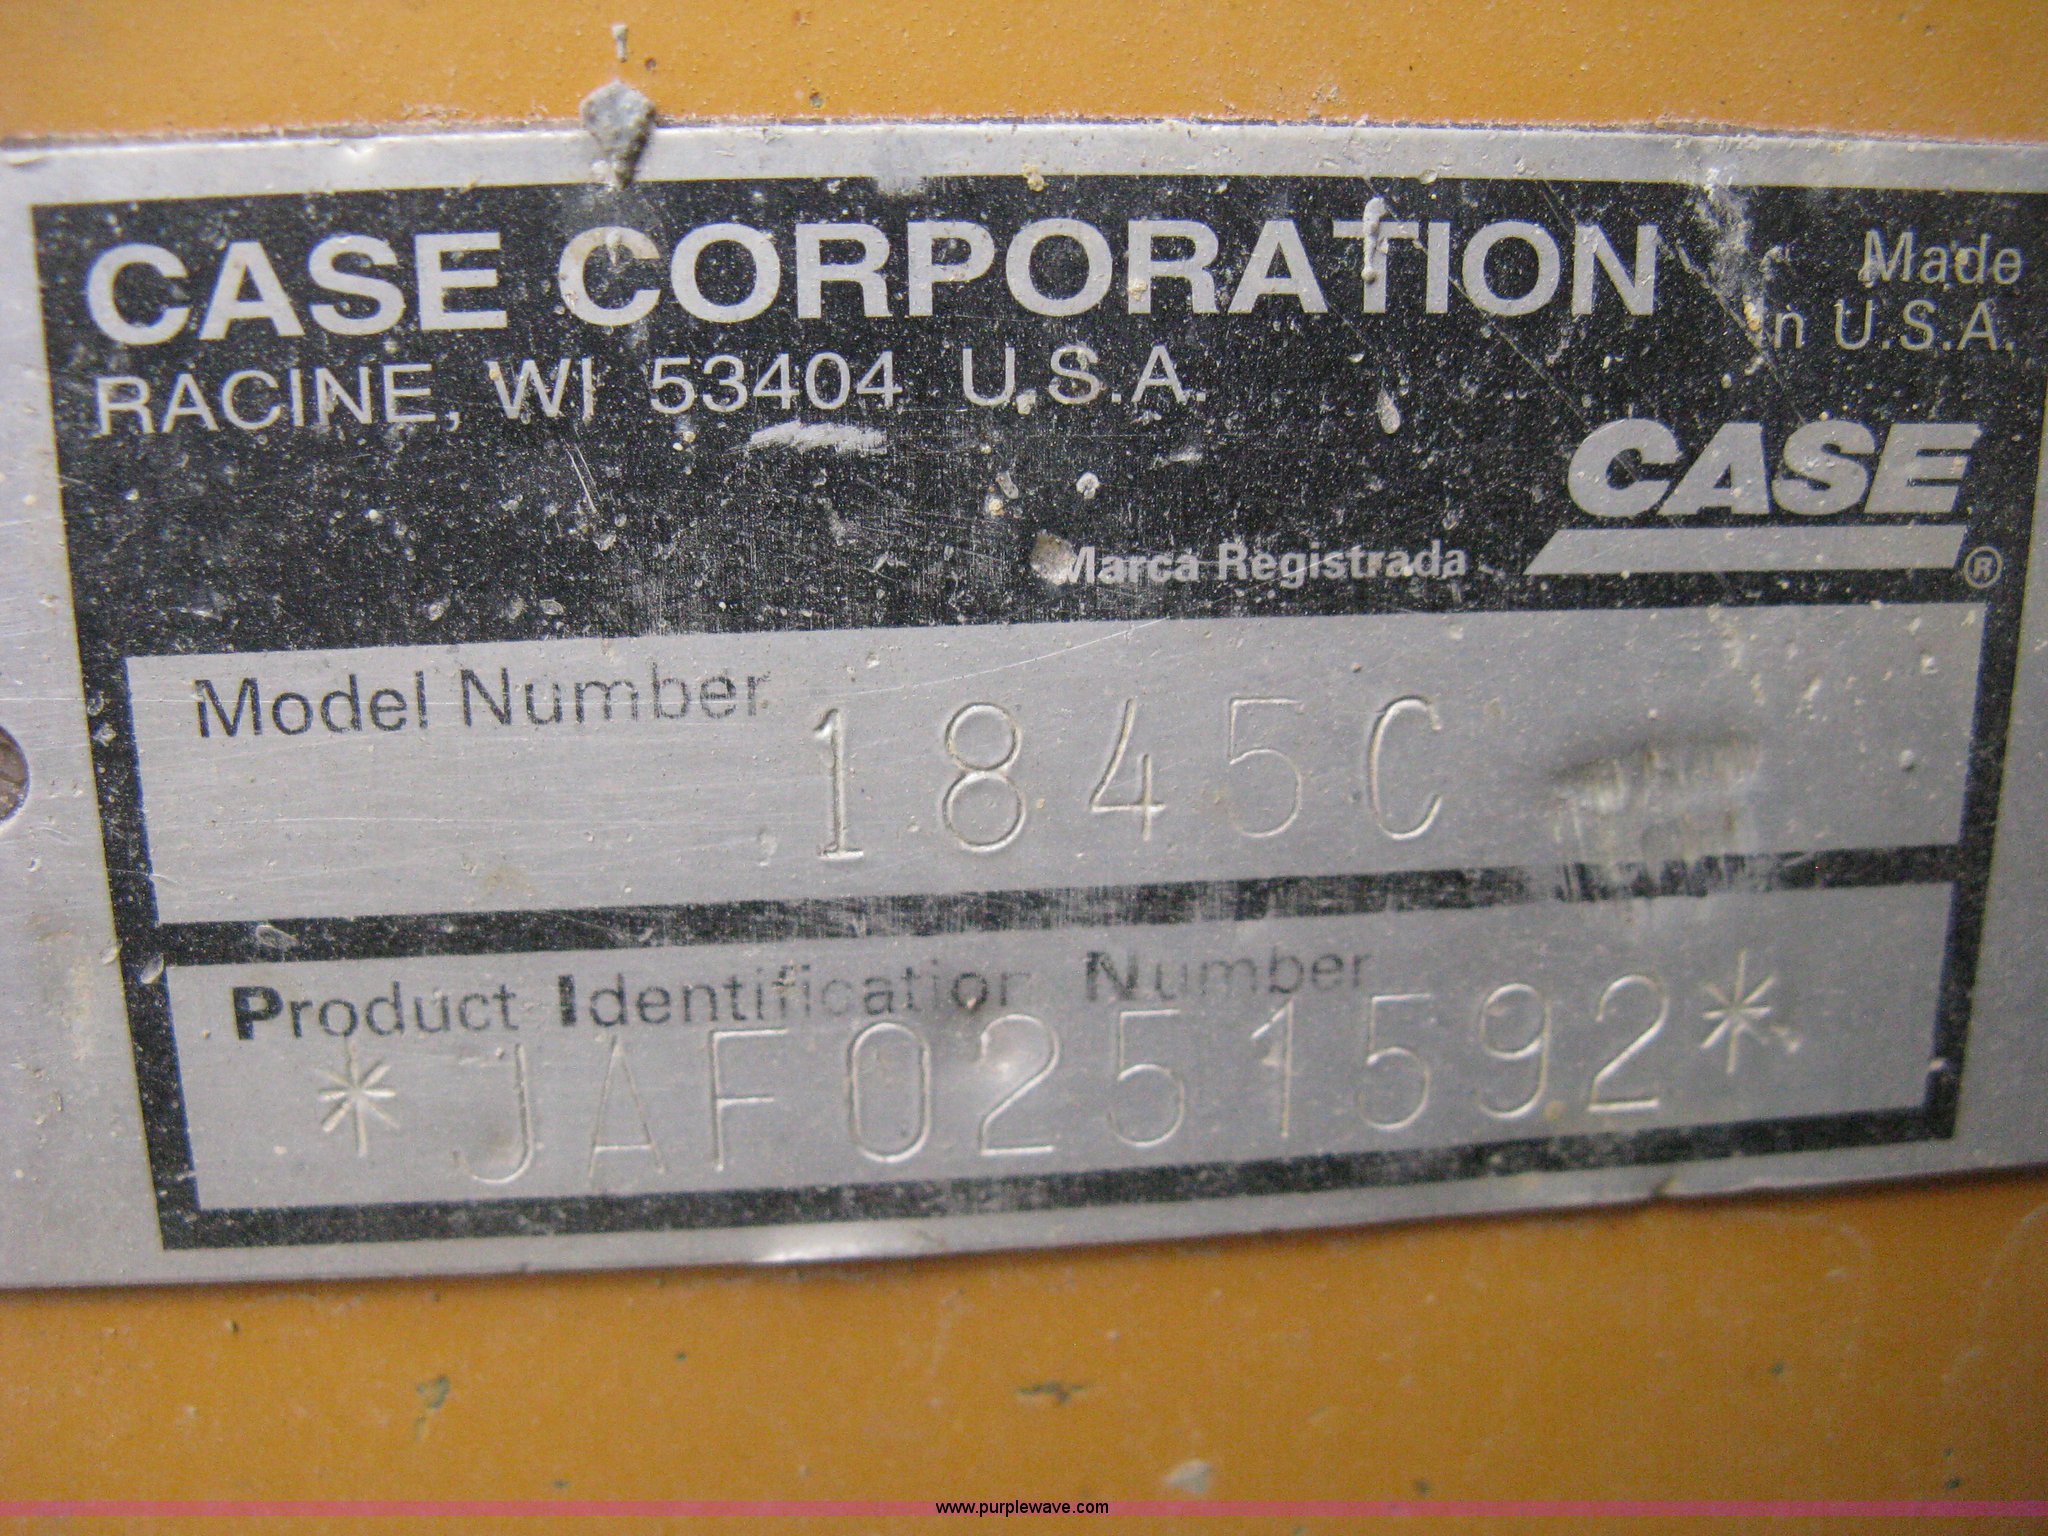 CASE CORPORATION
RACINE, WI 53404 U.S.A.
Made
in U.S.A.
CASE
Marca Registrada ®
Model Number
1845C
Product Identification Number
*JAF0251592*
www.purplewave.com